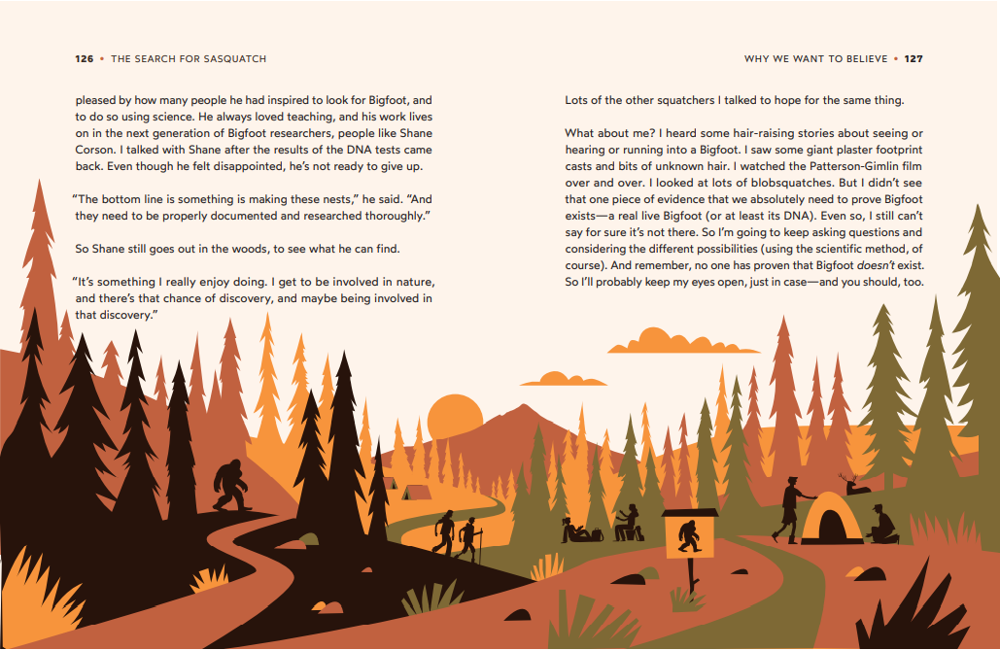 126 • THE SEARCH FOR SASQUATCH
pleased by how many people he had inspired to look for Bigfoot, and
to do so using science. He always loved teaching, and his work lives
on in the next generation of Bigfoot researchers, people like Shane
Corson. I talked with Shane after the results of the DNA tests came
back. Even though he felt disappointed, he’s not ready to give up.
“The bottom line is something is making these nests,” he said. “And
they need to be properly documented and researched thoroughly.”
So Shane still goes out in the woods, to see what he can find.
“It’s something I really enjoy doing. I get to be involved in nature,
and there’s that chance of discovery, and maybe being involved in
that discovery.”
WHY WE WANT TO BELIEVE • 127
Lots of the other squatchers I talked to hope for the same thing.
What about me? I heard some hair-raising stories about seeing or
hearing or running into a Bigfoot. I saw some giant plaster footprint
casts and bits of unknown hair. I watched the Patterson-Gimlin film
over and over. I looked at lots of blobsquatches. But I didn’t see
that one piece of evidence that we absolutely need to prove Bigfoot
exists—a real live Bigfoot (or at least its DNA). Even so, I still can’t
say for sure it’s not there. So I’m going to keep asking questions and
considering the different possibilities (using the scientific method, of
course). And remember, no one has proven that Bigfoot doesn’t exist.
So I’ll probably keep my eyes open, just in case—and you should, too.